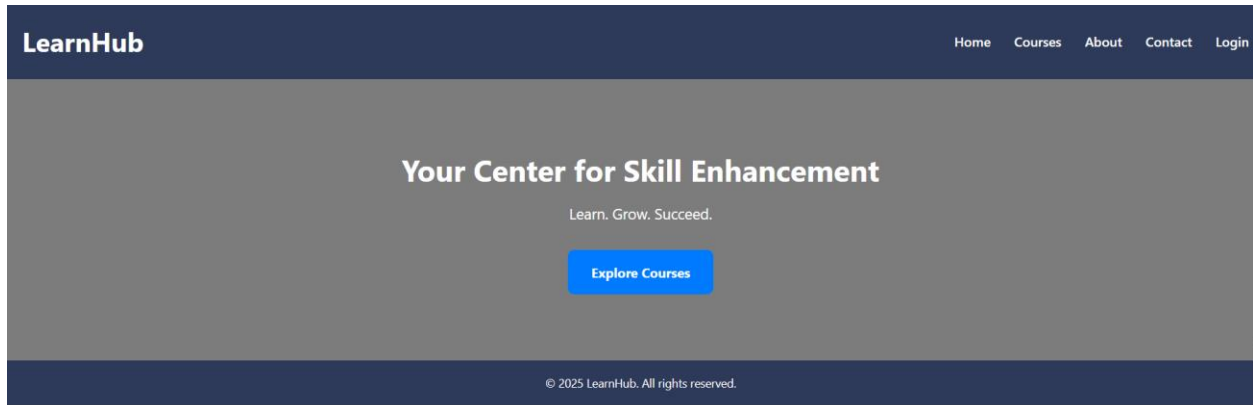 LearnHub
Home Courses About Contact Login
Your Center for Skill Enhancement
Learn. Grow. Succeed.
Explore Courses
© 2025 LearnHub. All rights reserved.